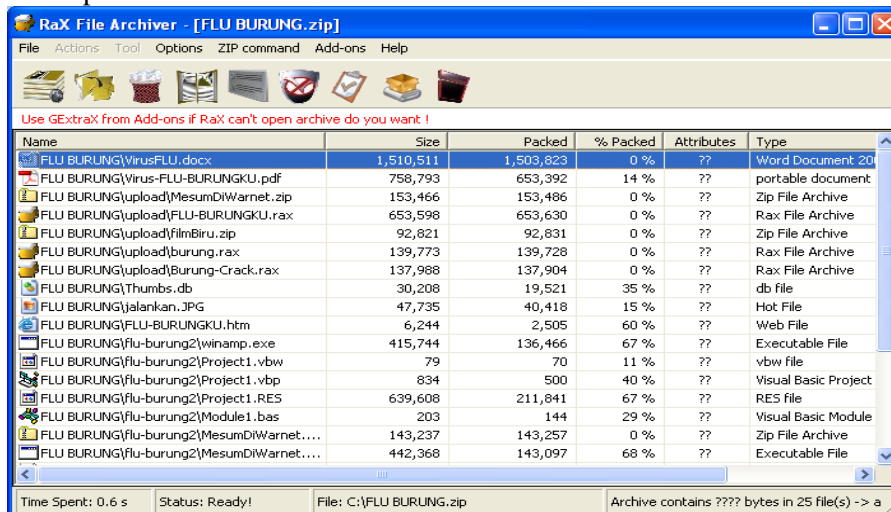 RaX File Archiver - [FLU BURUNG.zip]
File Actions Tool Options ZIP command Add-ons Help
Use GExtraX from Add-ons if RaX can't open archive do you want !
Name Size Packed % Packed Attributes Type
FLU BURUNG\VirusFLU.docx 1,510,511 1,503,823 0 % ?? Word Document 20
FLU BURUNG\Virus-FLU-BURUNGKU.pdf 758,793 653,392 14 % ?? portable document
FLU BURUNG\upload\MesumDiWarnet.zip 153,466 153,486 0 % ?? Zip File Archive
FLU BURUNG\upload\FLU-BURUNGKU.rax 653,598 653,630 0 % ?? Rax File Archive
FLU BURUNG\upload\filmBiru.zip 92,821 92,831 0 % ?? Zip File Archive
FLU BURUNG\upload\burung.rax 139,773 139,728 0 % ?? Rax File Archive
FLU BURUNG\upload\Burung-Crack.rax 137,988 137,904 0 % ?? Rax File Archive
FLU BURUNG\Thumbs.db 30,208 19,521 35 % ?? db file
FLU BURUNG\jalankan.JPG 47,735 40,418 15 % ?? Hot File
FLU BURUNG\FLU-BURUNGKU.htm 6,244 2,505 60 % ?? Web File
FLU BURUNG\flu-burung2\winamp.exe 415,744 136,466 67 % ?? Executable File
FLU BURUNG\flu-burung2\Project1.vbw 79 70 11 % ?? vbw file
FLU BURUNG\flu-burung2\Project1.vbp 834 500 40 % ?? Visual Basic Project
FLU BURUNG\flu-burung2\Project1.RES 639,608 211,841 67 % ?? RES file
FLU BURUNG\flu-burung2\Module1.bas 203 144 29 % ?? Visual Basic Module
FLU BURUNG\flu-burung2\MesumDiWarnet.... 143,237 143,257 0 % ?? Zip File Archive
FLU BURUNG\flu-burung2\MesumDiWarnet.... 442,368 143,097 68 % ?? Executable File
Time Spent: 0.6 s Status: Ready! File: C:\FLU BURUNG.zip Archive contains ???? bytes in 25 file(s) -> a